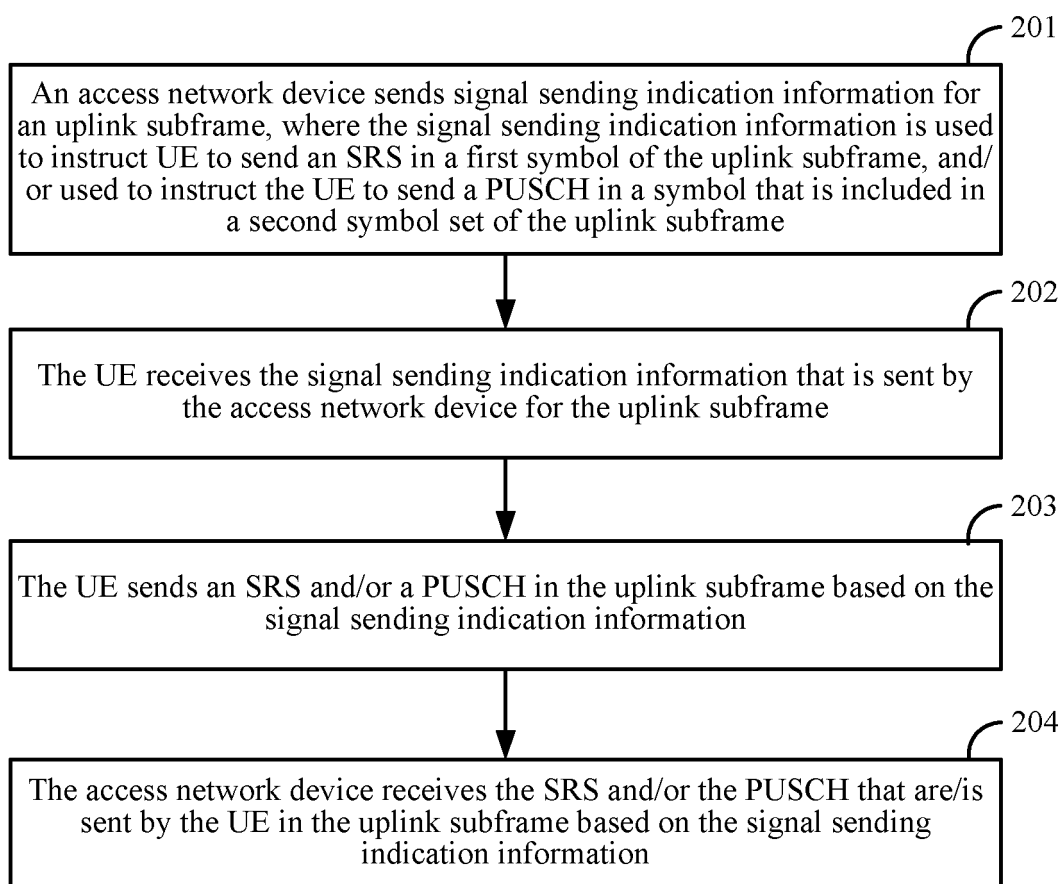 201
An access network device sends signal sending indication information for
an uplink subframe, where the signal sending indication information is used
to instruct UE to send an SRS in a first symbol of the uplink subframe, and/
or used to instruct the UE to send a PUSCH in a symbol that is included in
a second symbol set of the uplink subframe
202
The UE receives the signal sending indication information that is sent by
the access network device for the uplink subframe
203
The UE sends an SRS and/or a PUSCH in the uplink subframe based on the
signal sending indication information
204
The access network device receives the SRS and/or the PUSCH that are/is
sent by the UE in the uplink subframe based on the signal sending
indication information